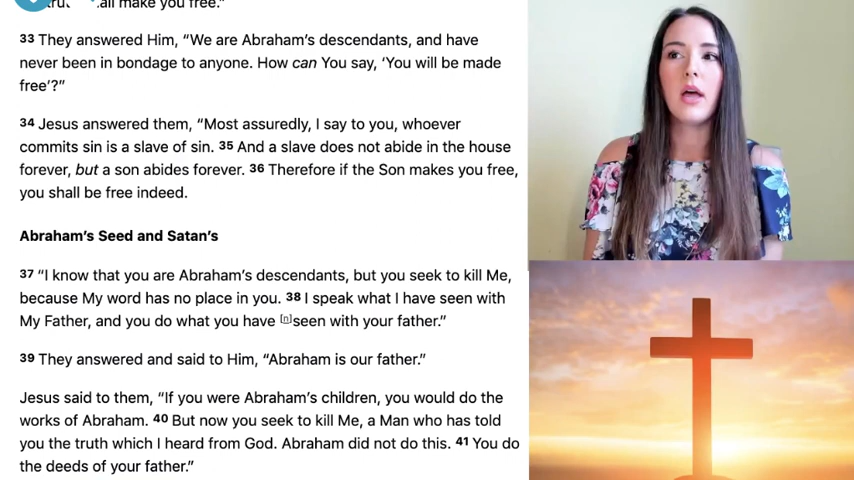 all make you free.”
33 They answered Him, “We are Abraham’s descendants, and have
never been in bondage to anyone. How can You say, ‘You will be made
free’?”
34 Jesus answered them, “Most assuredly, I say to you, whoever
commits sin is a slave of sin. 35 And a slave does not abide in the house
forever, but a son abides forever. 36 Therefore if the Son makes you free,
you shall be free indeed.
Abraham’s Seed and Satan’s
37 “I know that you are Abraham’s descendants, but you seek to kill Me,
because My word has no place in you. 38 I speak what I have seen with
My Father, and you do what you have [n]seen with your father.”
39 They answered and said to Him, “Abraham is our father.”
Jesus said to them, “If you were Abraham’s children, you would do the
works of Abraham. 40 But now you seek to kill Me, a Man who has told
you the truth which I heard from God. Abraham did not do this. 41 You do
the deeds of your father.”